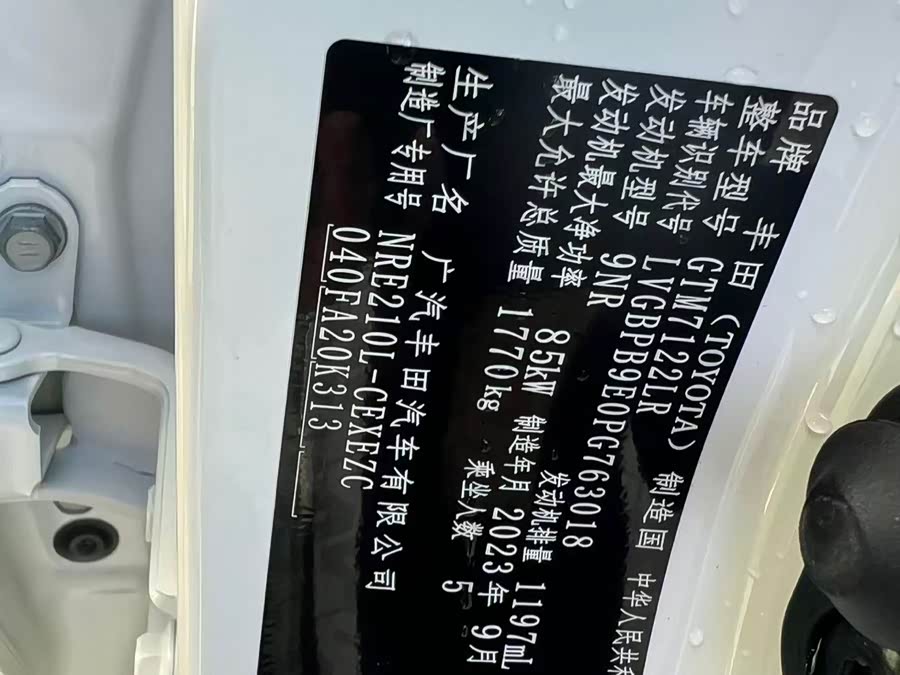 品牌 丰田(TOYOTA) 制造国 中华人民共和
整车型号 GTM7122LR
车辆识别代号 LVGBPB9E0PG763018
发动机型号 9NR 发动机排量 1197mL
发动机最大净功率 85kW 制造年月 2023年 9月
最大允许总质量 1770kg 乘坐人数 5
生产厂名 广汽丰田汽车有限公司
制造厂专用号 NRE210L-CEXEZC
040FA20K313